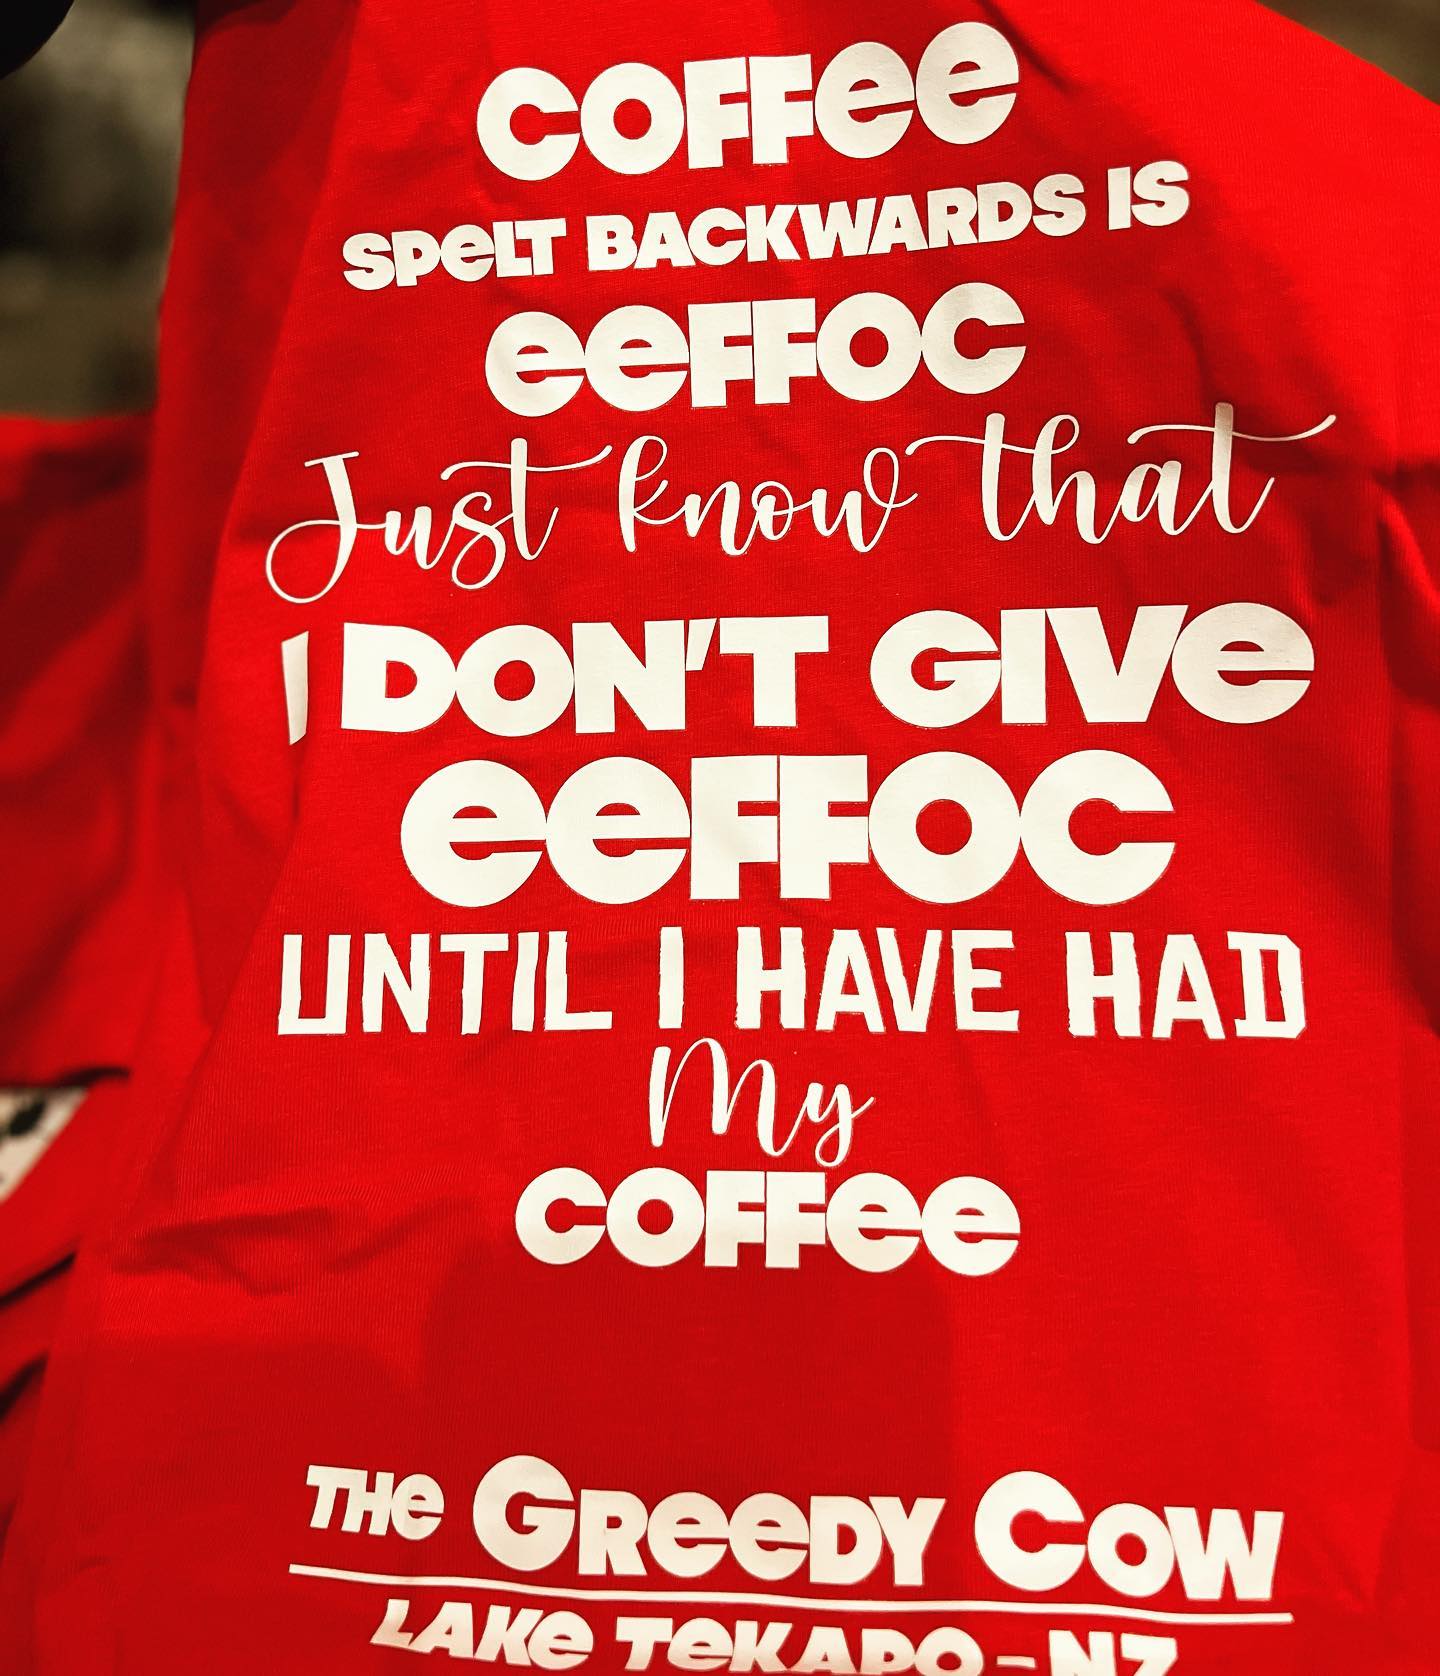 COFFee
SPeLT BACKWARDS IS
eeFFOC
Just know that
I DON'T GIVe
eeFFOC
UNTIL I HAVE HAD
My
COFFee
THe GReeDY COW
LAKe TeKAPO - NZ